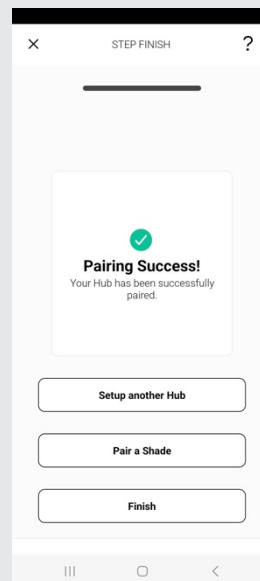 STEP FINISH
?
Pairing Success!
Your Hub has been successfully
paired.
Setup another Hub
Pair a Shade
Finish